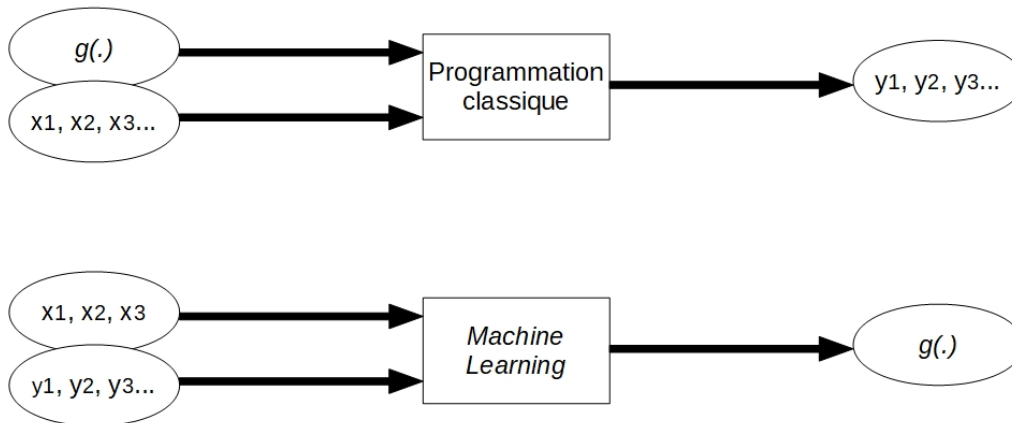 g(.)
x1, x2, x3...
Programmation
classique
y1, y2, y3...
x1, x2, x3
y1, y2, y3...
Machine
Learning
g(.)